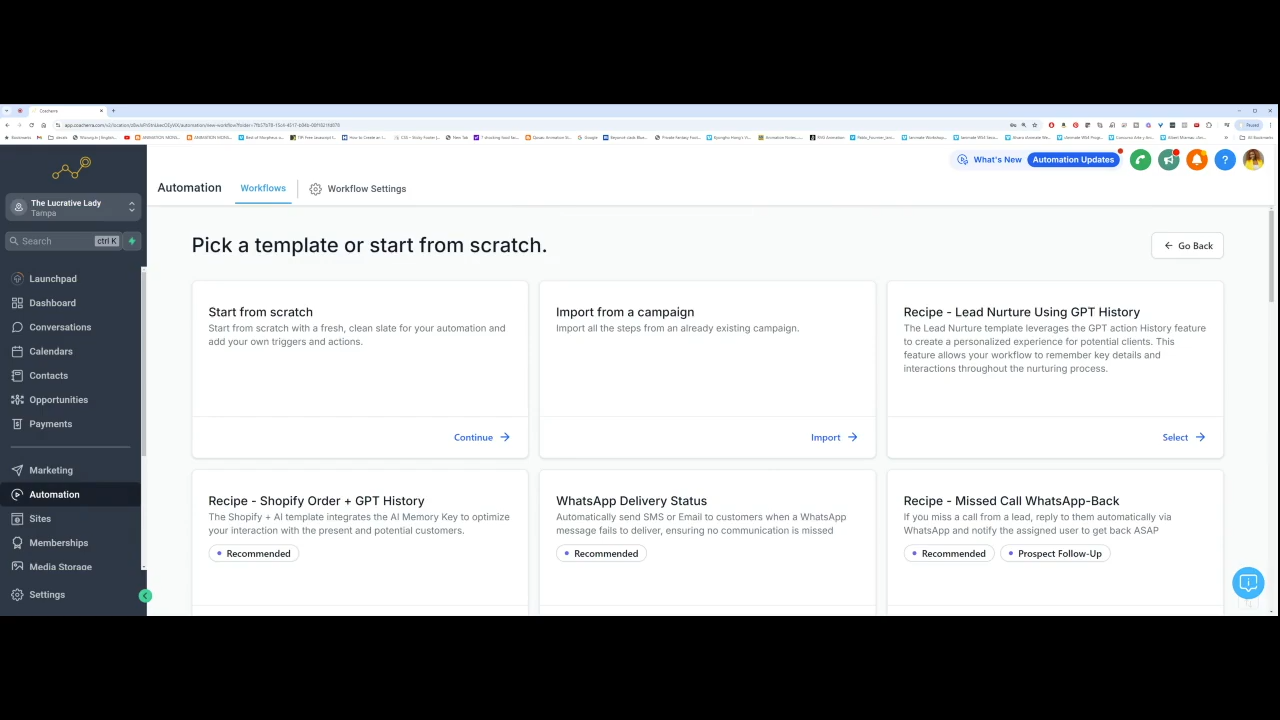 Coacherra
What's New
Automation Updates
Automation
Workflows
Workflow Settings
The Lucrative Lady
Tampa
Search
ctrl K
Launchpad
Dashboard
Conversations
Calendars
Contacts
Opportunities
Payments
Marketing
Automation
Sites
Memberships
Media Storage
Settings
Pick a template or start from scratch.
Go Back
Start from scratch
Start from scratch with a fresh, clean slate for your automation and
add your own triggers and actions.
Continue
Import from a campaign
Import all the steps from an already existing campaign.
Import
Recipe - Lead Nurture Using GPT History
The Lead Nurture template leverages the GPT action History feature
to create a personalized experience for potential clients. This
feature allows your workflow to remember key details and
interactions throughout the nurturing process.
Select
Recipe - Shopify Order + GPT History
The Shopify + AI template integrates the AI Memory Key to optimize
your interaction with the present and potential customers.
Recommended
WhatsApp Delivery Status
Automatically send SMS or Email to customers when a WhatsApp
message fails to deliver, ensuring no communication is missed
Recommended
Recipe - Missed Call WhatsApp-Back
If you miss a call from a lead, reply to them automatically via
WhatsApp and notify the assigned user to get back ASAP
Recommended
Prospect Follow-Up